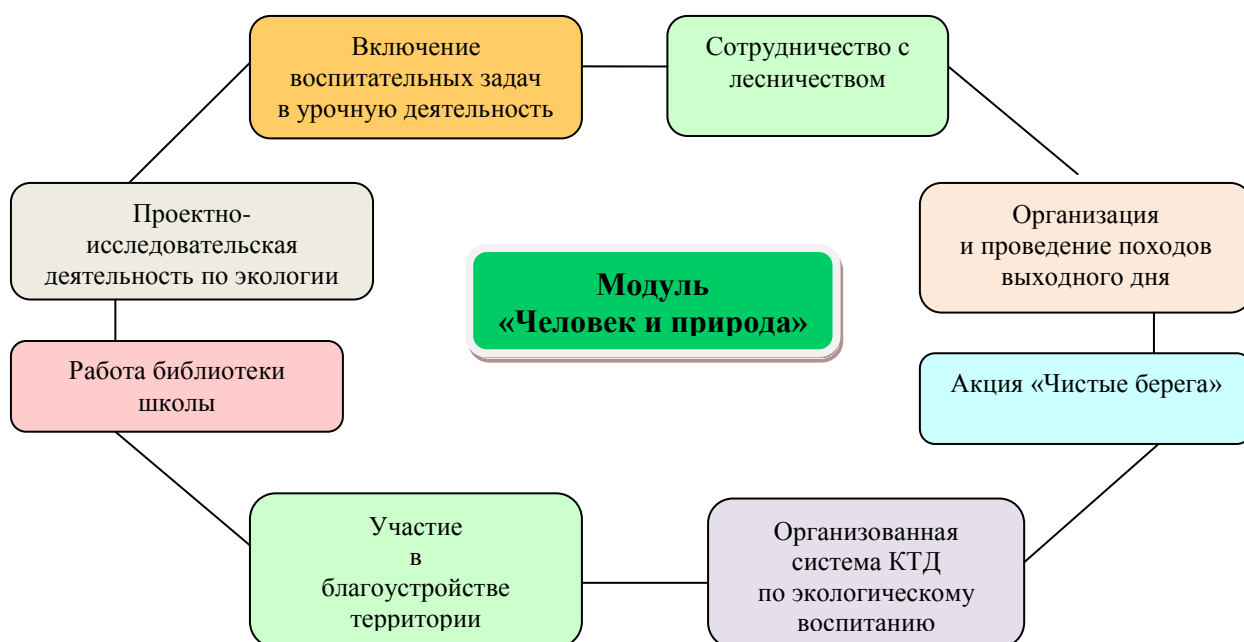 Включение
воспитательных задач
в урочную деятельность
Сотрудничество с
лесничеством
Проектно-
исследовательская
деятельность по экологии
Организация
и проведение походов
выходного дня
Модуль
«Человек и природа»
Работа библиотеки
школы
Акция «Чистые берега»
Участие
в
благоустройстве
территории
Организованная
система КТД
по экологическому
воспитанию